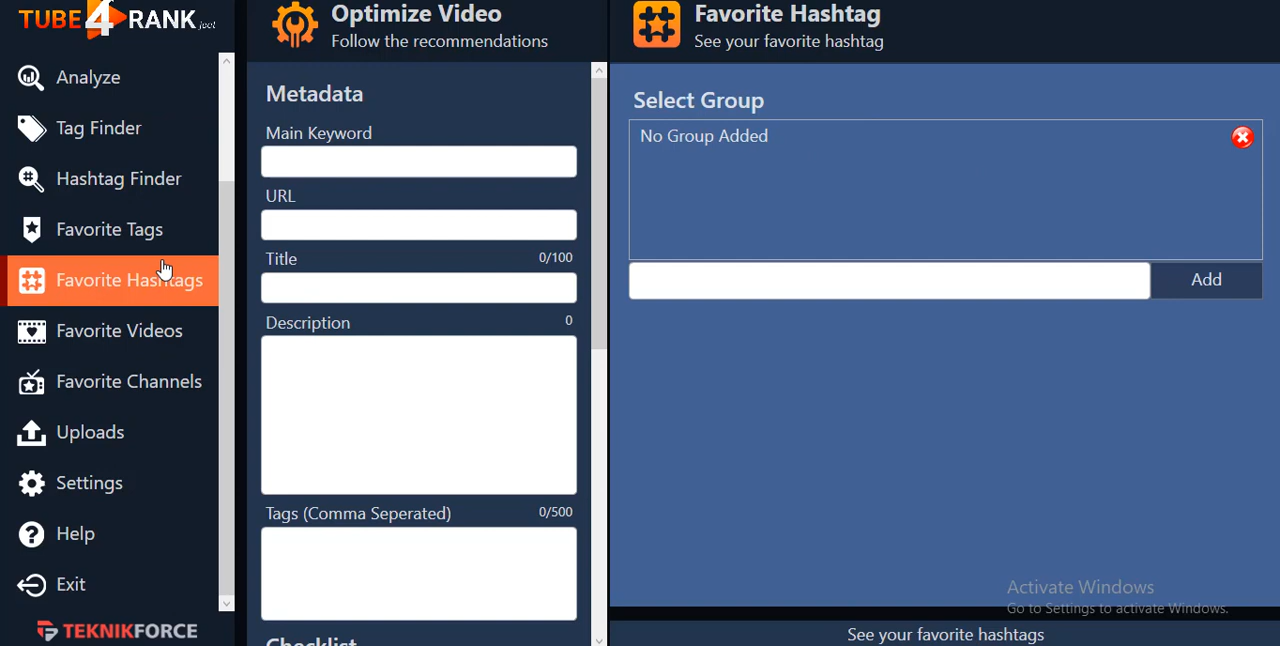 TUBE4RANK
Analyze
Tag Finder
Hashtag Finder
Favorite Tags
Favorite Hashtags
Favorite Videos
Favorite Channels
Uploads
Settings
Help
Exit
TEKNIKFORCE
Optimize Video
Follow the recommendations
Metadata
Main Keyword
URL
Title 0/100
Description 0
Tags (Comma Seperated) 0/500
Checklist
Favorite Hashtag
See your favorite hashtag
Select Group
No Group Added
Add
Activate Windows
Go to Settings to activate Windows.
See your favorite hashtags